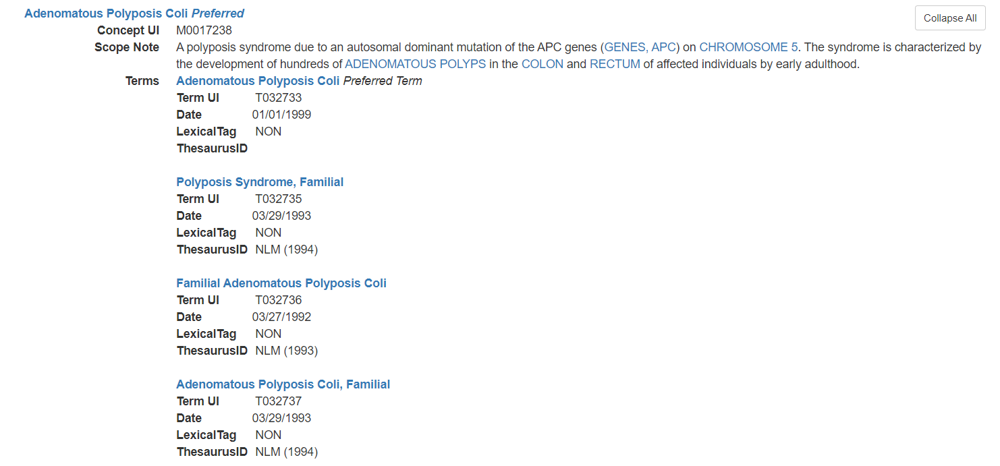 Adenomatous Polyposis Coli Preferred
Collapse All
Concept UI M0017238
Scope Note A polyposis syndrome due to an autosomal dominant mutation of the APC genes (GENES, APC) on CHROMOSOME 5. The syndrome is characterized by
the development of hundreds of ADENOMATOUS POLYPS in the COLON and RECTUM of affected individuals by early adulthood.
Terms Adenomatous Polyposis Coli Preferred Term
Term UI T032733
Date 01/01/1999
LexicalTag NON
ThesaurusID
Polyposis Syndrome, Familial
Term UI T032735
Date 03/29/1993
LexicalTag NON
ThesaurusID NLM (1994)
Familial Adenomatous Polyposis Coli
Term UI T032736
Date 03/27/1992
LexicalTag NON
ThesaurusID NLM (1993)
Adenomatous Polyposis Coli, Familial
Term UI T032737
Date 03/29/1993
LexicalTag NON
ThesaurusID NLM (1994)